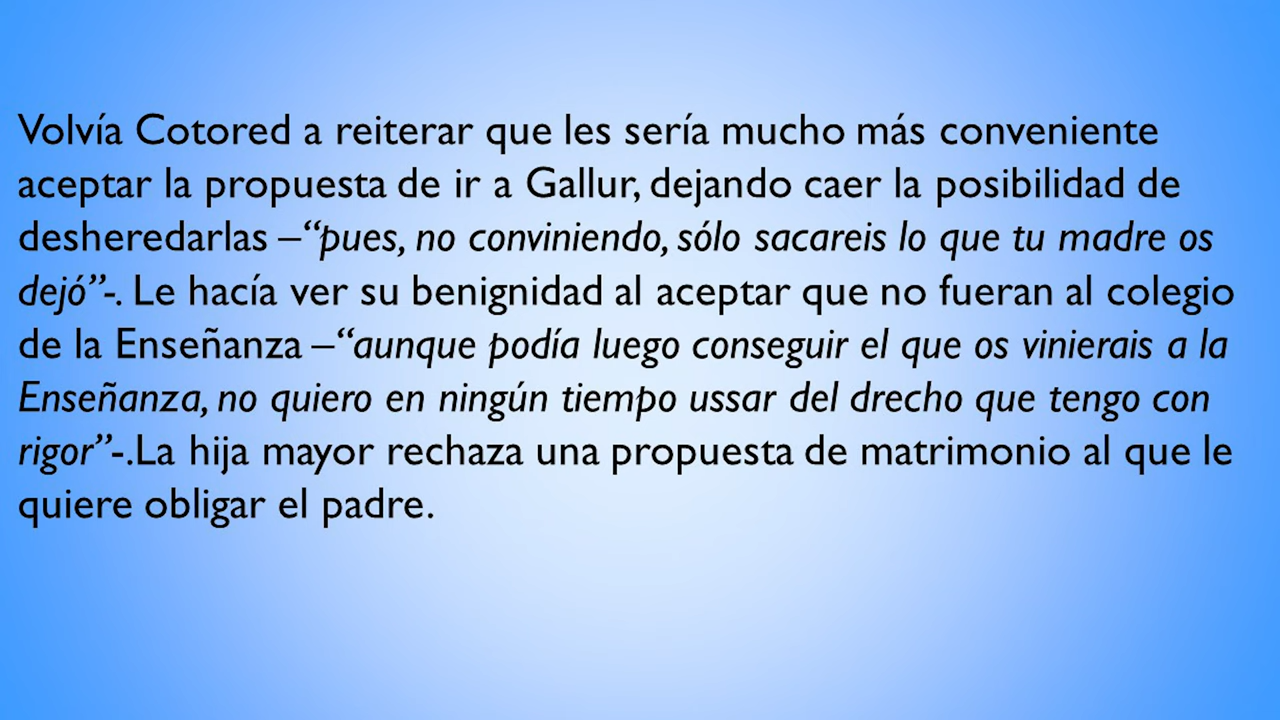 Volvía Cotored a reiterar que les sería mucho más conveniente
aceptar la propuesta de ir a Gallur, dejando caer la posibilidad de
desheredarlas –“pues, no conviniendo, sólo sacareis lo que tu madre os
dejó”-. Le hacía ver su benignidad al aceptar que no fueran al colegio
de la Enseñanza –“aunque podía luego conseguir el que os vinierais a la
Enseñanza, no quiero en ningún tiempo ussar del drecho que tengo con
rigor”-.La hija mayor rechaza una propuesta de matrimonio al que le
quiere obligar el padre.